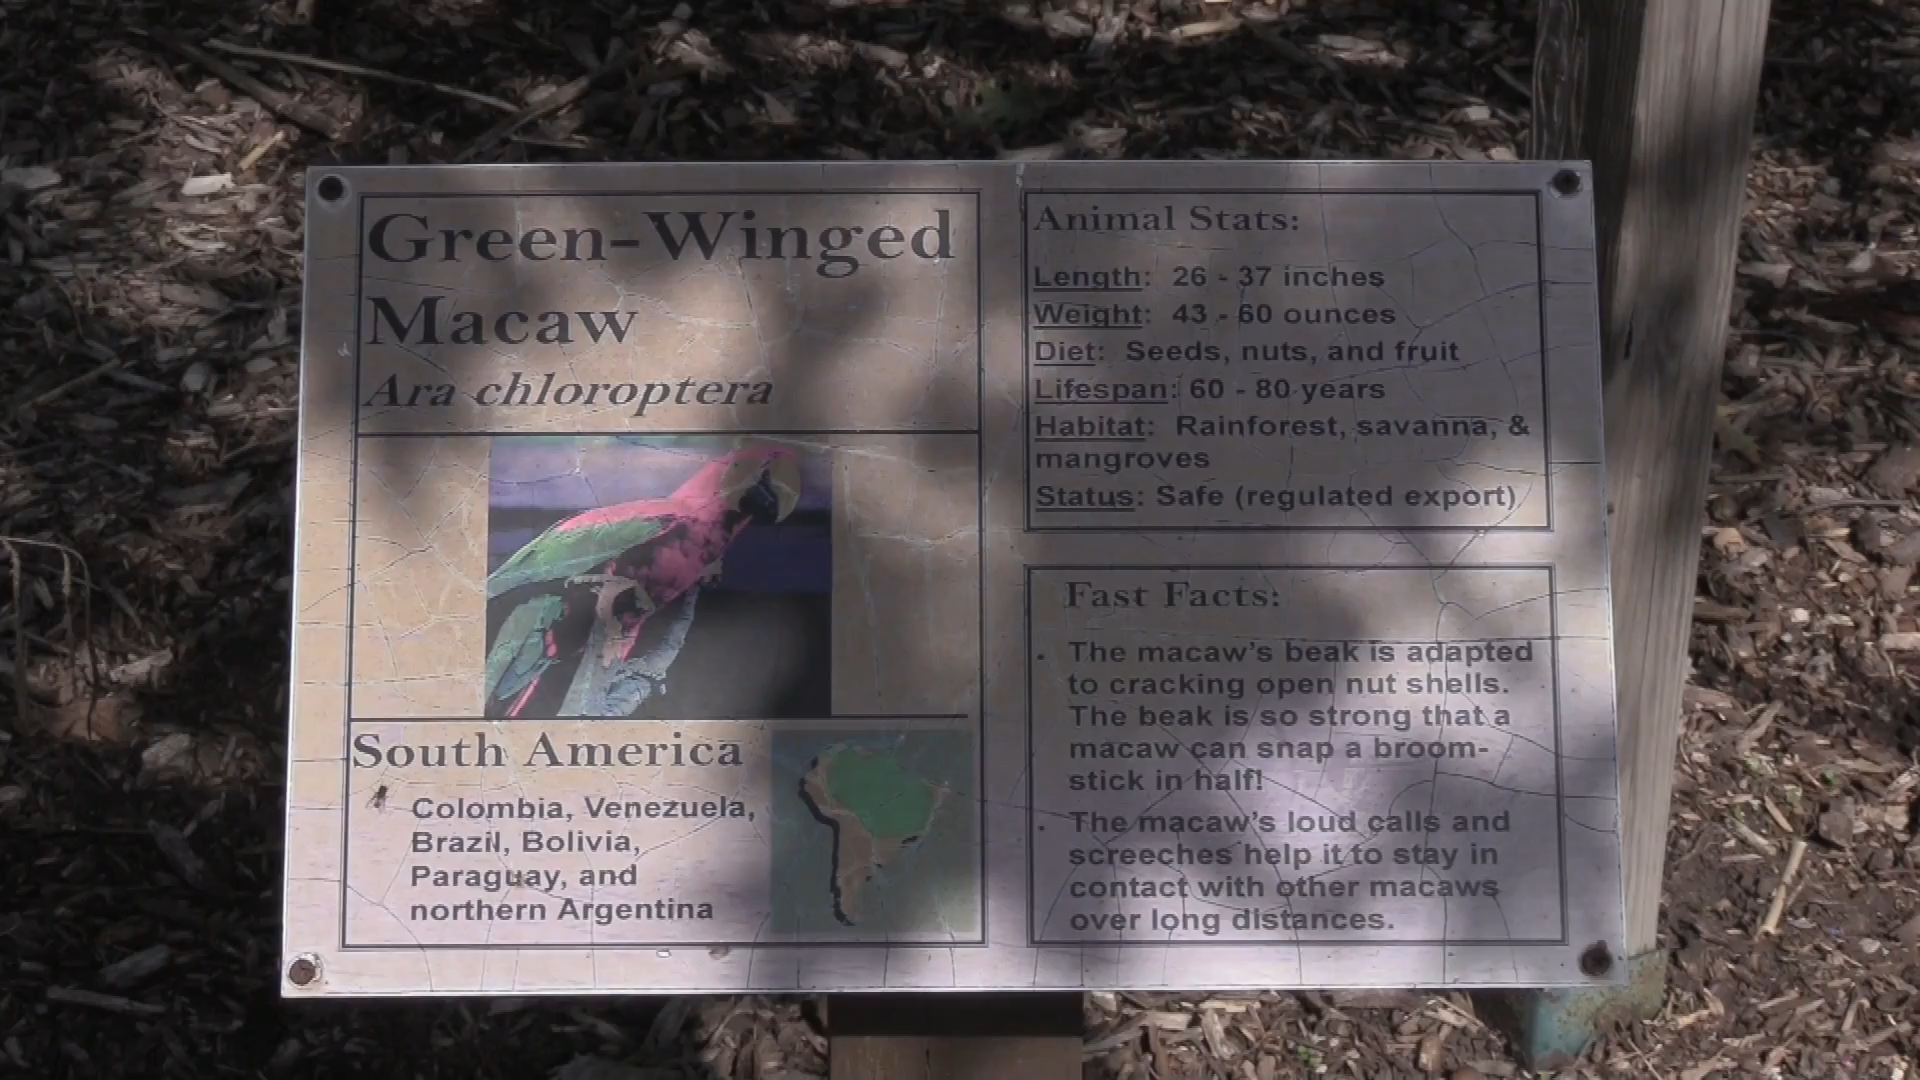 Green-Winged
Macaw
Ara chloroptera
South America
Colombia, Venezuela,
Brazil, Bolivia,
Paraguay, and
northern Argentina
Animal Stats:
Length: 26 - 37 inches
Weight: 43 - 60 ounces
Diet: Seeds, nuts, and fruit
Lifespan: 60 - 80 years
Habitat: Rainforest, savanna, &
mangroves
Status: Safe (regulated export)
Fast Facts:
• The macaw's beak is adapted
to cracking open nut shells.
The beak is so strong that a
macaw can snap a broom-
stick in half!
• The macaw's loud calls and
screeches help it to stay in
contact with other macaws
over long distances.